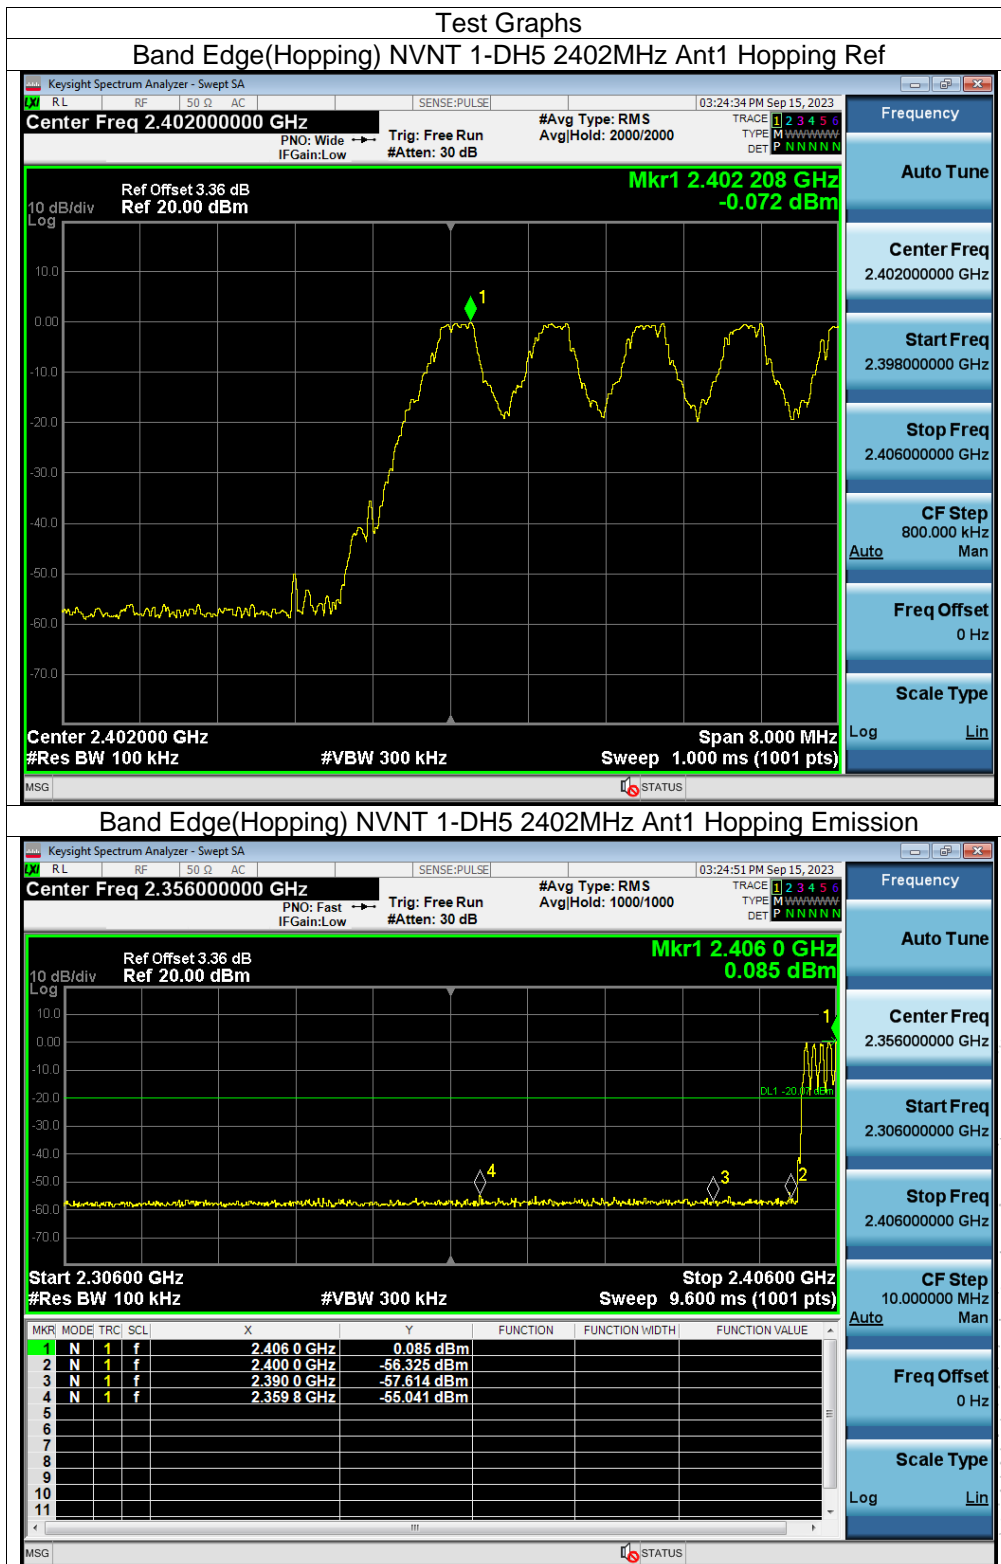 Test Graphs
Band Edge(Hopping) NVNT 1-DH5 2402MHz Ant1 Hopping Ref
Keysight Spectrum Analyzer - Swept SA
LXI RL RF 50 Ω AC SENSE:PULSE 03:24:34 PM Sep 15, 2023
Center Freq 2.402000000 GHz
PNO: Wide
IFGain:Low
Trig: Free Run
#Atten: 30 dB
#Avg Type: RMS
Avg|Hold: 2000/2000
TRACE 1 2 3 4 5 6
TYPE M WWWWW
DET P N N N N N
Ref Offset 3.36 dB
10 dB/div Ref 20.00 dBm
Log
Mkr1 2.402 208 GHz
-0.072 dBm
10.0
0.00
-10.0
-20.0
-30.0
-40.0
-50.0
-60.0
-70.0
1
Center 2.402000 GHz Span 8.000 MHz
#Res BW 100 kHz #VBW 300 kHz Sweep 1.000 ms (1001 pts)
MSG STATUS
Frequency
Auto Tune
Center Freq
2.402000000 GHz
Start Freq
2.398000000 GHz
Stop Freq
2.406000000 GHz
CF Step
800.000 kHz
Auto Man
Freq Offset
0 Hz
Scale Type
Log Lin
Band Edge(Hopping) NVNT 1-DH5 2402MHz Ant1 Hopping Emission
Keysight Spectrum Analyzer - Swept SA
LXI RL RF 50 Ω AC SENSE:PULSE 03:24:51 PM Sep 15, 2023
Center Freq 2.356000000 GHz
PNO: Fast
IFGain:Low
Trig: Free Run
#Atten: 30 dB
#Avg Type: RMS
Avg|Hold: 1000/1000
TRACE 1 2 3 4 5 6
TYPE M WWWWW
DET P N N N N N
Ref Offset 3.36 dB
10 dB/div Ref 20.00 dBm
Log
Mkr1 2.406 0 GHz
0.085 dBm
10.0
0.00
-10.0
-20.0
-30.0
-40.0
-50.0
-60.0
-70.0
1
DL1 -20.07 dBm
4
3
2
Start 2.30600 GHz Stop 2.40600 GHz
#Res BW 100 kHz #VBW 300 kHz Sweep 9.600 ms (1001 pts)
MKR MODE TRC SCL X Y FUNCTION FUNCTION WIDTH FUNCTION VALUE
1 N 1 f 2.406 0 GHz 0.085 dBm
2 N 1 f 2.400 0 GHz -56.325 dBm
3 N 1 f 2.390 0 GHz -57.614 dBm
4 N 1 f 2.359 8 GHz -55.041 dBm
5
6
7
8
9
10
11
MSG STATUS
Frequency
Auto Tune
Center Freq
2.356000000 GHz
Start Freq
2.306000000 GHz
Stop Freq
2.406000000 GHz
CF Step
10.000000 MHz
Auto Man
Freq Offset
0 Hz
Scale Type
Log Lin